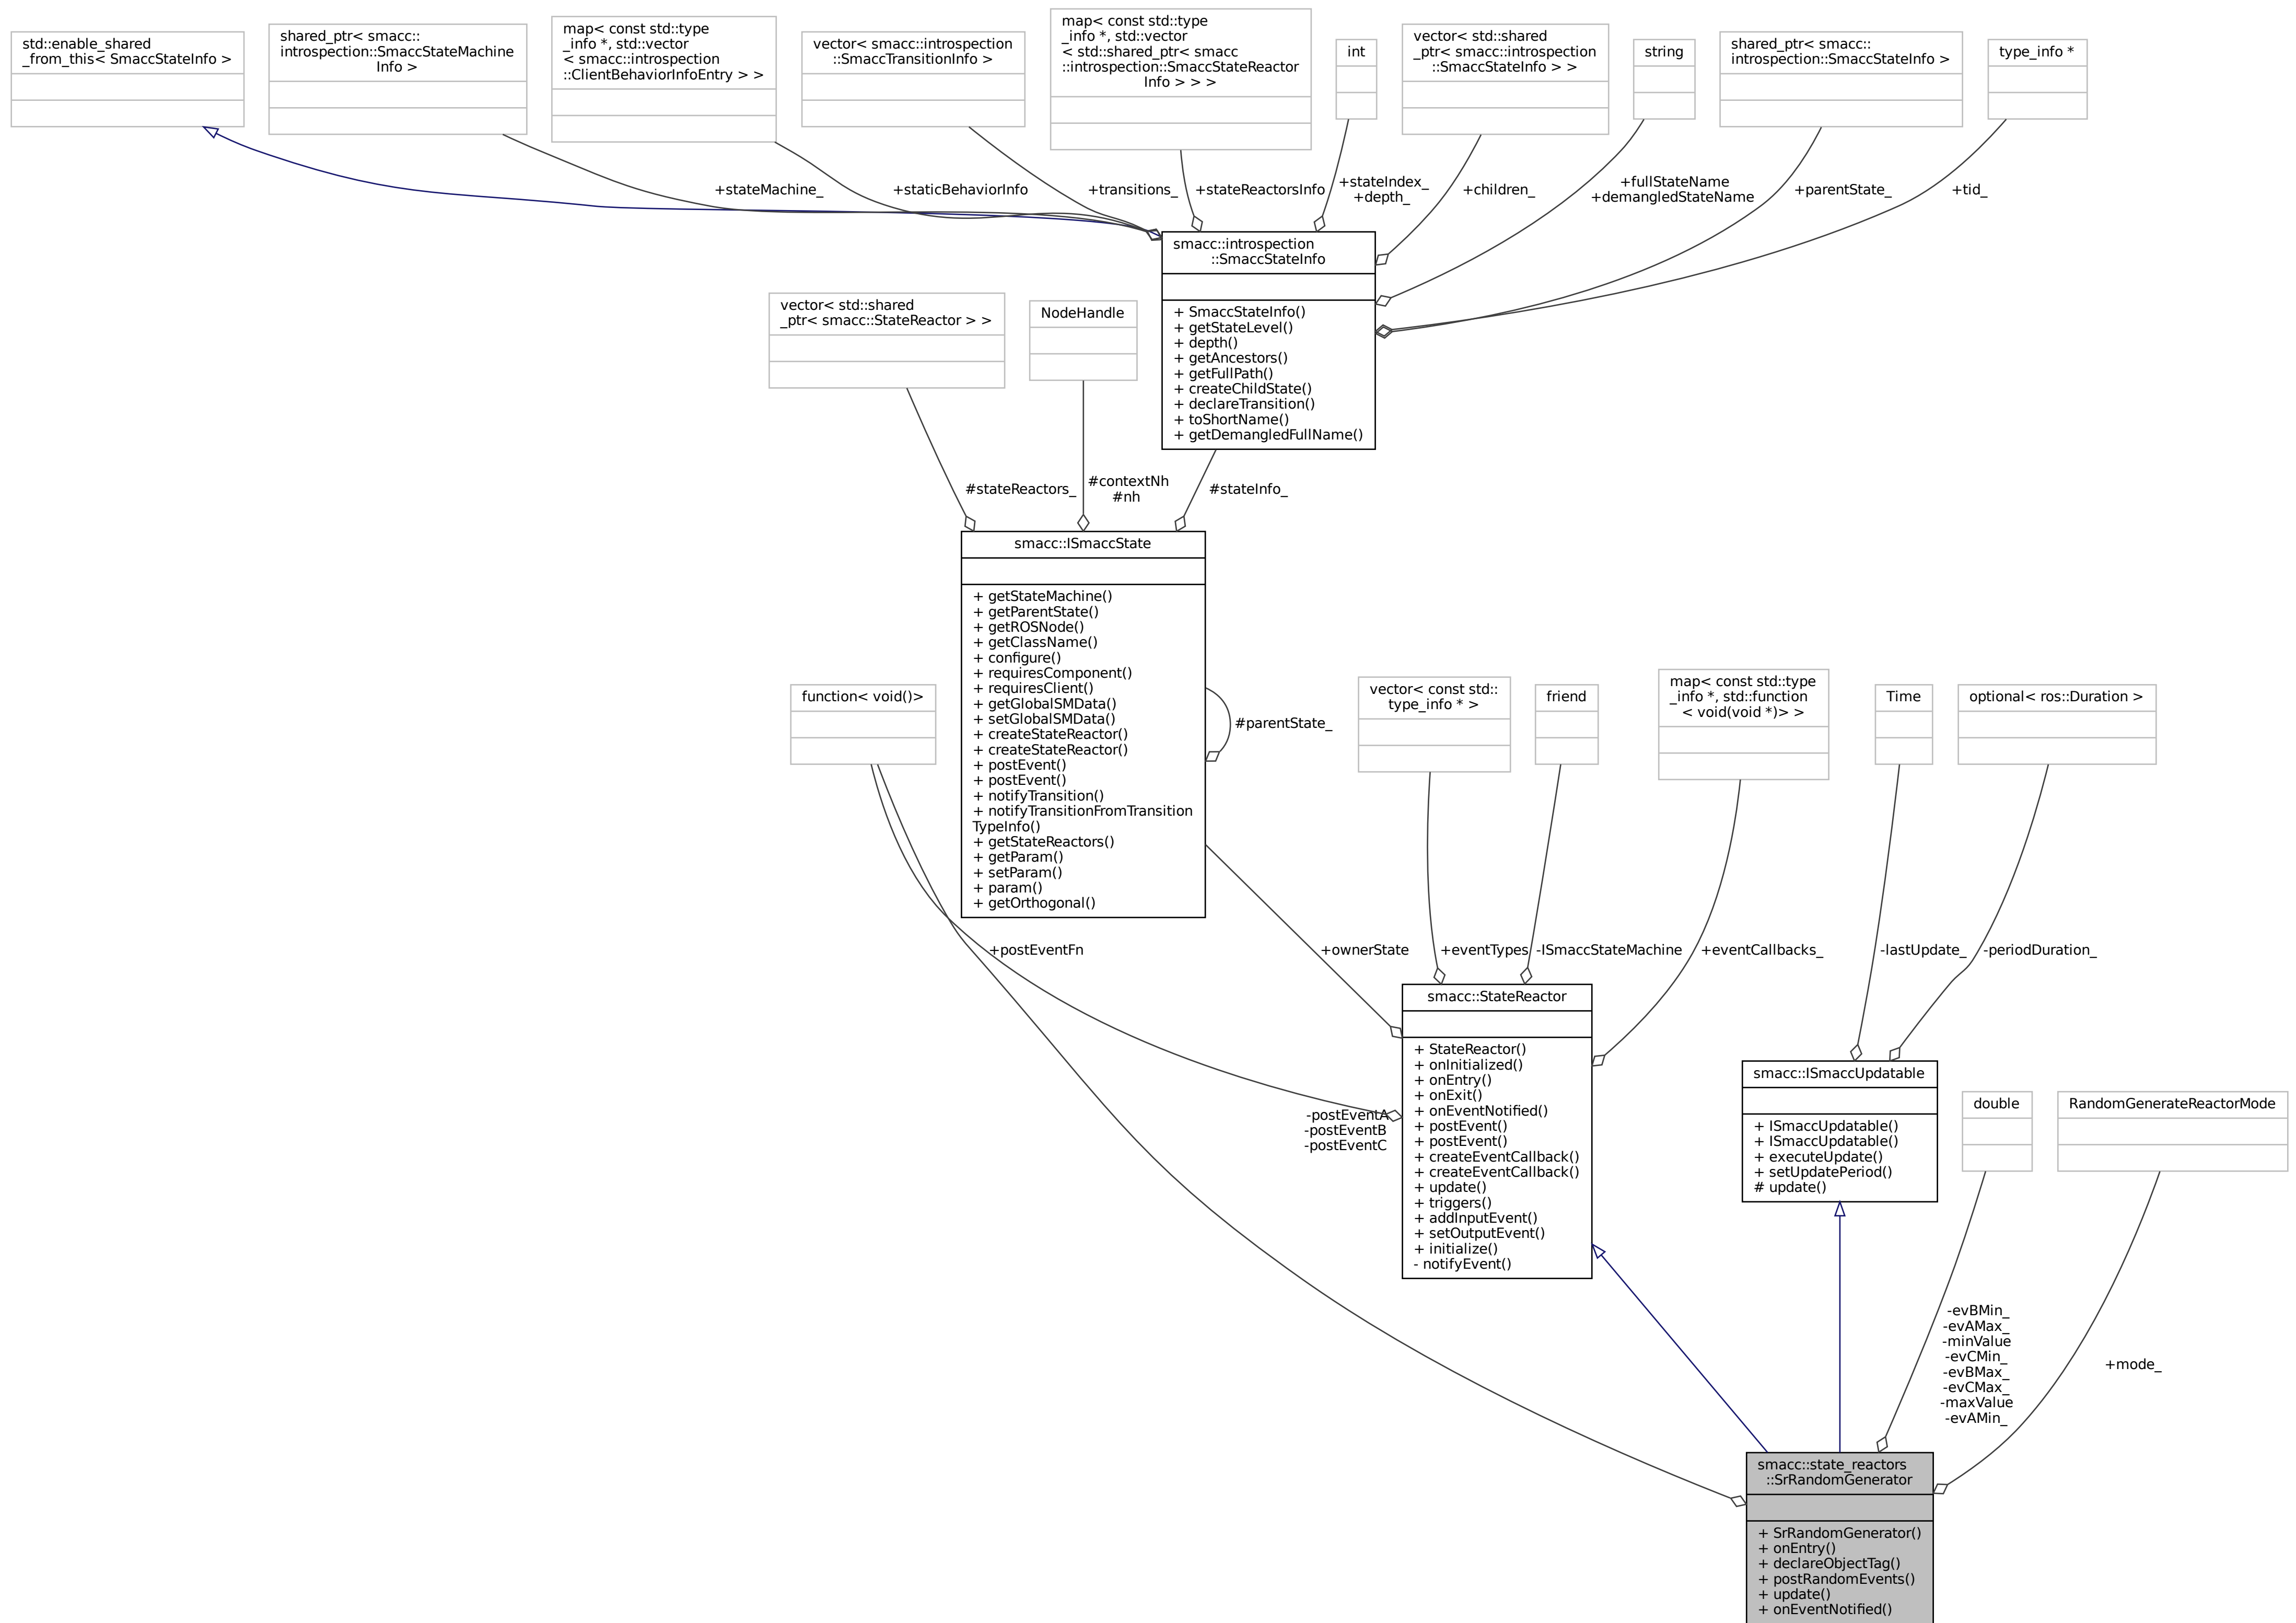 std::enable_shared
_from_this< SmaccStateInfo >
shared_ptr< smacc::
introspection::SmaccStateMachine
Info >
map< const std::type
_info *, std::vector
< smacc::introspection
::ClientBehaviorInfoEntry > >
vector< smacc::introspection
::SmaccTransitionInfo >
map< const std::type
_info *, std::vector
< std::shared_ptr< smacc
::introspection::SmaccStateReactor
Info > > >
int
vector< std::shared
_ptr< smacc::introspection
::SmaccStateInfo > >
string
shared_ptr< smacc::
introspection::SmaccStateInfo >
type_info *
+stateMachine_
+staticBehaviorInfo
+transitions_
+stateReactorsInfo
+stateIndex_
+depth_
+children_
+fullStateName
+demangledStateName
+parentState_
+tid_
smacc::introspection
::SmaccStateInfo
+ SmaccStateInfo()
+ getStateLevel()
+ depth()
+ getAncestors()
+ getFullPath()
+ createChildState()
+ declareTransition()
+ toShortName()
+ getDemangledFullName()
vector< std::shared
_ptr< smacc::StateReactor > >
NodeHandle
#stateReactors_
#contextNh
#nh
#stateInfo_
smacc::ISmaccState
+ getStateMachine()
+ getParentState()
+ getROSNode()
+ getClassName()
+ configure()
+ requiresComponent()
+ requiresClient()
+ getGlobalSMData()
+ setGlobalSMData()
+ createStateReactor()
+ createStateReactor()
+ postEvent()
+ postEvent()
+ notifyTransition()
+ notifyTransitionFromTransition
TypeInfo()
+ getStateReactors()
+ getParam()
+ setParam()
+ param()
+ getOrthogonal()
#parentState_
function< void()>
vector< const std::
type_info * >
friend
map< const std::type
_info *, std::function
< void(void *)> >
Time
optional< ros::Duration >
+postEventFn
+ownerState
+eventTypes
-ISmaccStateMachine
+eventCallbacks_
-lastUpdate_
-periodDuration_
smacc::StateReactor
+ StateReactor()
+ onInitialized()
+ onEntry()
+ onExit()
+ onEventNotified()
+ postEvent()
+ postEvent()
+ createEventCallback()
+ createEventCallback()
+ update()
+ triggers()
+ addInputEvent()
+ setOutputEvent()
+ initialize()
- notifyEvent()
-postEventA
-postEventB
-postEventC
smacc::ISmaccUpdatable
+ ISmaccUpdatable()
+ ISmaccUpdatable()
+ executeUpdate()
+ setUpdatePeriod()
# update()
double
RandomGenerateReactorMode
-evBMin_
-evAMax_
-minValue
-evCMin_
-evBMax_
-evCMax_
-maxValue
-evAMin_
+mode_
smacc::state_reactors
::SrRandomGenerator
+ SrRandomGenerator()
+ onEntry()
+ declareObjectTag()
+ postRandomEvents()
+ update()
+ onEventNotified()